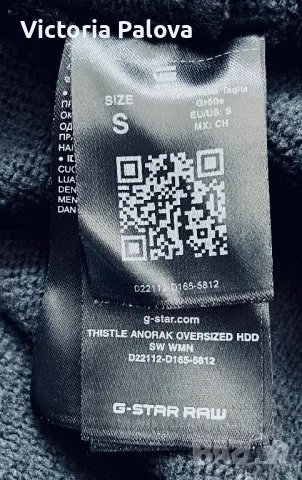 Victoria Palova
Taglia
Größe
SIZE
EU/US: S
S
MX: CH
D22112-D165-5812
g-star.com
THISTLE ANORAK OVERSIZED HDD
SW WMN
D22112-D165-5812
G-STAR RAW